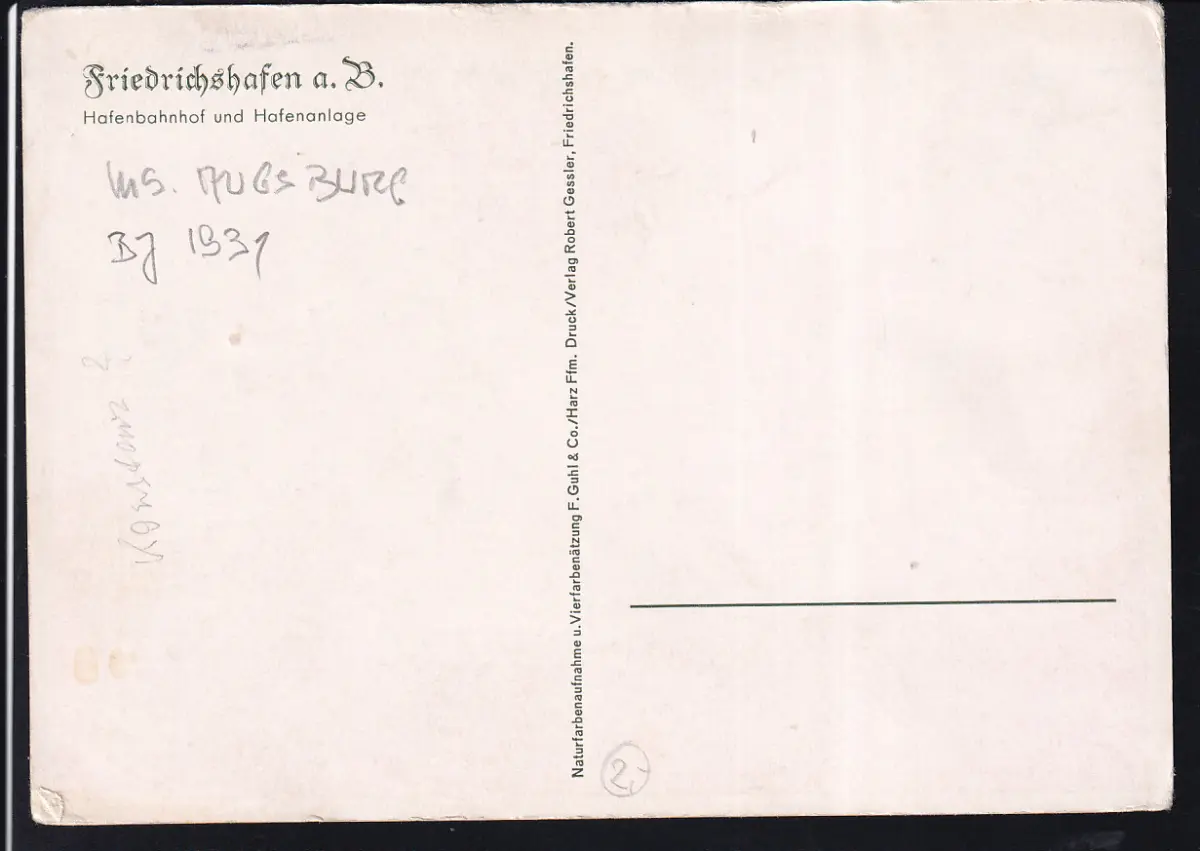 Friedrichshafen a. B.
Hafenbahnhof und Hafenanlage
MS. AUGSBURG
BJ 1931
Konstanz ?
Naturfarbenaufnahme u. Vierfarbenätzung F. Guhl & Co./Harz Ffm. Druck/Verlag Robert Gessler, Friedrichshafen.
2,-